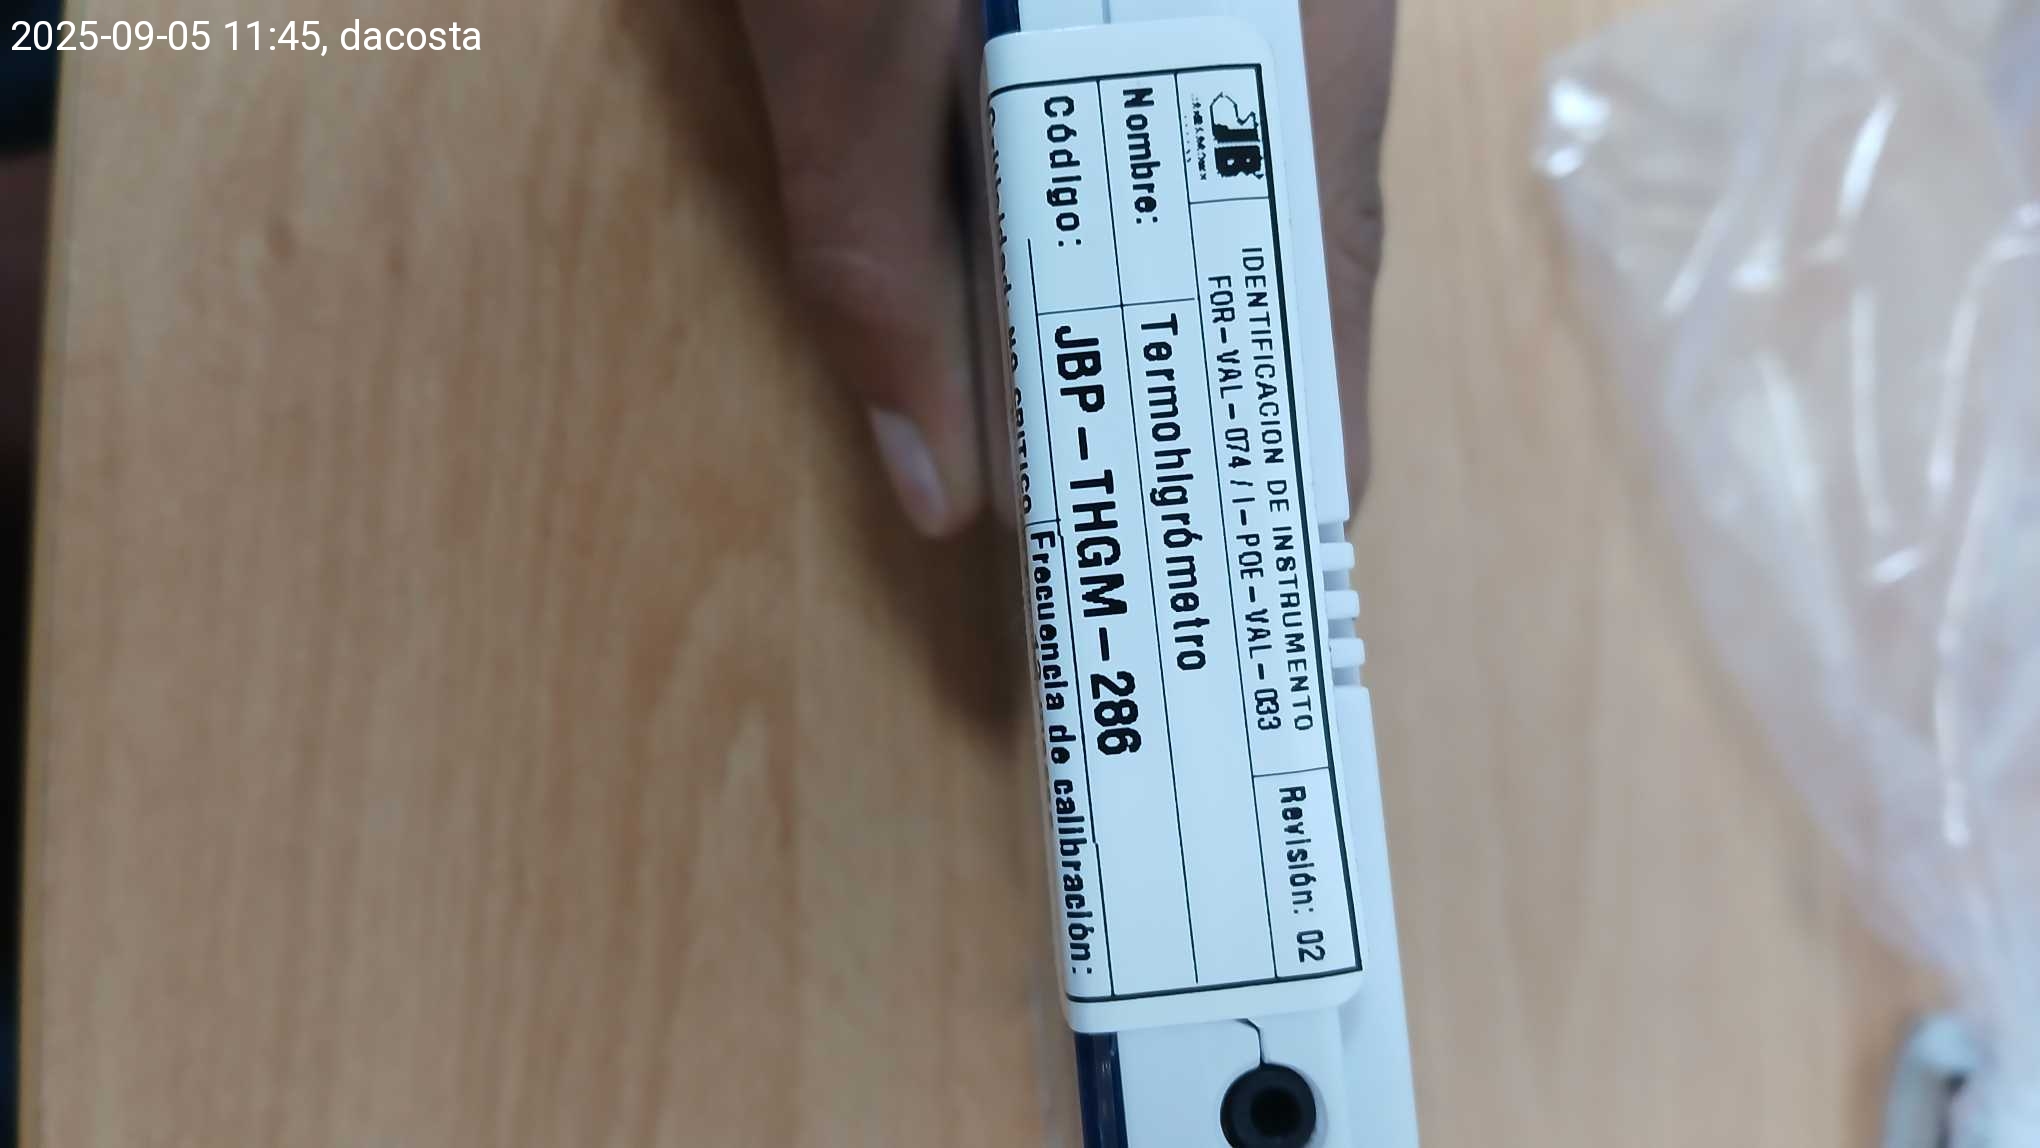 2025-09-05 11:45, dacosta
JB
IDENTIFICACION DE INSTRUMENTO
FOR-VAL-074 / I-POE-VAL-033
Revisión: 02
Nombre:
Termohigrómetro
Código:
JBP-THGM-286
Frecuencia de calibración: